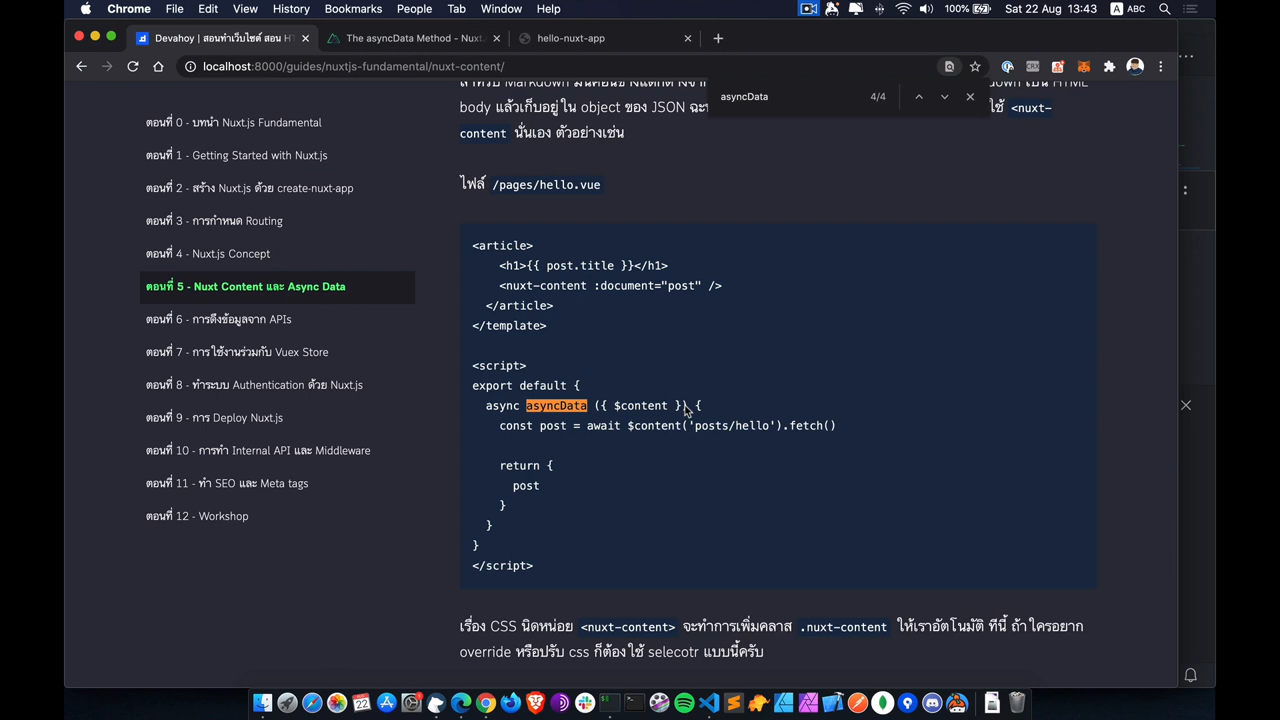 Chrome File Edit View History Bookmarks People Tab Window Help 100% Sat 22 Aug 13:43 A ABC
Devahoy | สอนทำเว็บไซต์ สอน HT The asyncData Method - Nuxt hello-nuxt-app
localhost:8000/guides/nuxtjs-fundamental/nuxt-content/
asyncData 4/4
body แล้วเก็บอยู่ใน object ของ JSON ใช้ <nuxt-
content นั่นเอง ตัวอย่างเช่น
ไฟล์ /pages/hello.vue
ตอนที่ 0 - บทนำ Nuxt.js Fundamental
ตอนที่ 1 - Getting Started with Nuxt.js
ตอนที่ 2 - สร้าง Nuxt.js ด้วย create-nuxt-app
ตอนที่ 3 - การกำหนด Routing
ตอนที่ 4 - Nuxt.js Concept
ตอนที่ 5 - Nuxt Content และ Async Data
ตอนที่ 6 - การดึงข้อมูลจาก APIs
ตอนที่ 7 - การใช้งานร่วมกับ Vuex Store
ตอนที่ 8 - ทำระบบ Authentication ด้วย Nuxt.js
ตอนที่ 9 - การ Deploy Nuxt.js
ตอนที่ 10 - การทำ Internal API และ Middleware
ตอนที่ 11 - ทำ SEO และ Meta tags
ตอนที่ 12 - Workshop
<article>
<h1>{{ post.title }}</h1>
<nuxt-content :document="post" />
</article>
</template>
<script>
export default {
async asyncData ({ $content }) {
const post = await $content('posts/hello').fetch()
return {
post
}
}
}
</script>
เรื่อง CSS นิดหน่อย <nuxt-content> จะทำการเพิ่มคลาส .nuxt-content ให้เราอัตโนมัติ ทีนี้ ถ้าใครอยาก
override หรือปรับ css ก็ต้องใช้ selecotr แบบนี้ครับ